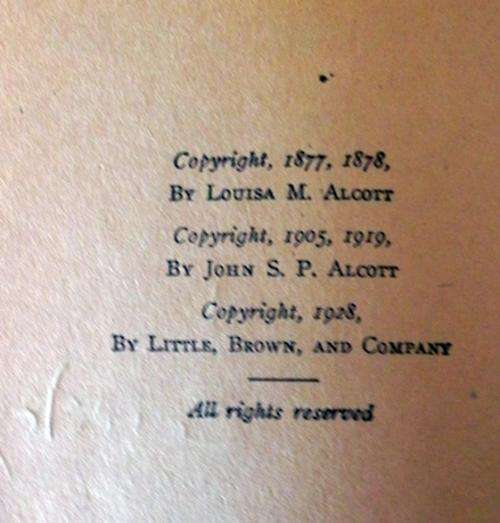 Copyright, 1877, 1878,
By Louisa M. Alcott
Copyright, 1905, 1919,
By John S. P. Alcott
Copyright, 1928,
By Little, Brown, and Company
All rights reserved